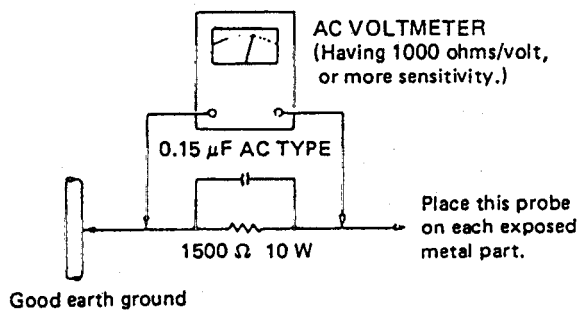 AC VOLTMETER
(Having 1000 ohms/volt,
or more sensitivity.)
0.15 µF AC TYPE
Place this probe
on each exposed
metal part.
1500 Ω 10 W
Good earth ground